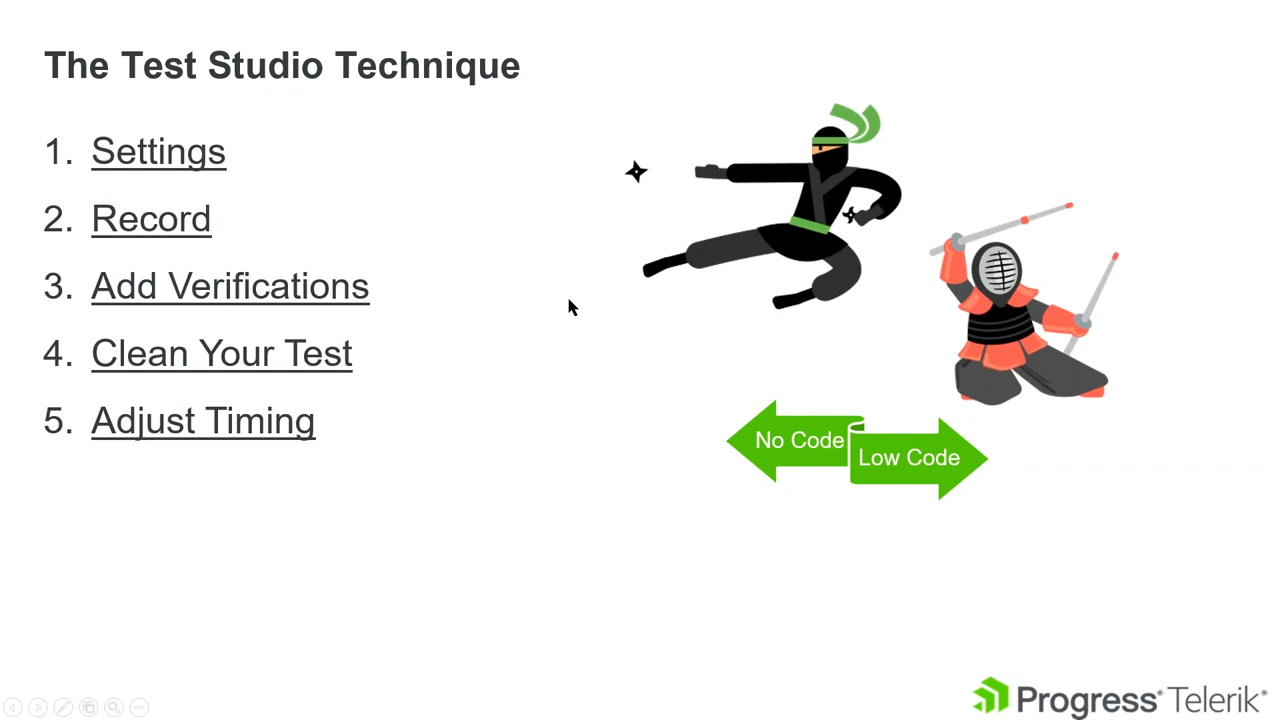 The Test Studio Technique
1. Settings
2. Record
3. Add Verifications
4. Clean Your Test
5. Adjust Timing
No Code
Low Code
Progress® Telerik®